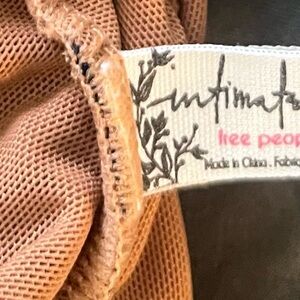 intimat
free peop
Made in China . Fabric